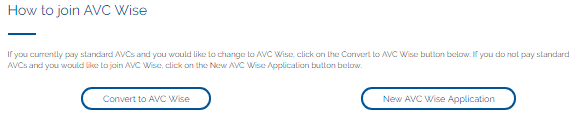 How to join AVC Wise
If you currently pay standard AVCs and you would like to change to AVC Wise, click on the Convert to AVC Wise button below. If you do not pay standard
AVCs and you would like to join AVC Wise, click on the New AVC Wise Application button below.
Convert to AVC Wise
New AVC Wise Application